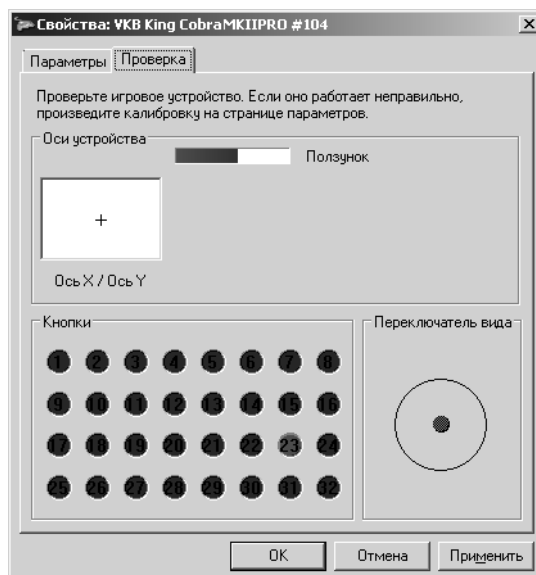 Свойства: VKB King CobraMKIIPRO #104
Параметры Проверка
Проверьте игровое устройство. Если оно работает неправильно,
произведите калибровку на странице параметров.
Оси устройства
Ползунок
Ось X / Ось Y
Кнопки
Переключатель вида
1 2 3 4 5 6 7 8
9 10 11 12 13 14 15 16
17 18 19 20 21 22 23 24
25 26 27 28 29 30 31 32
OK Отмена Применить